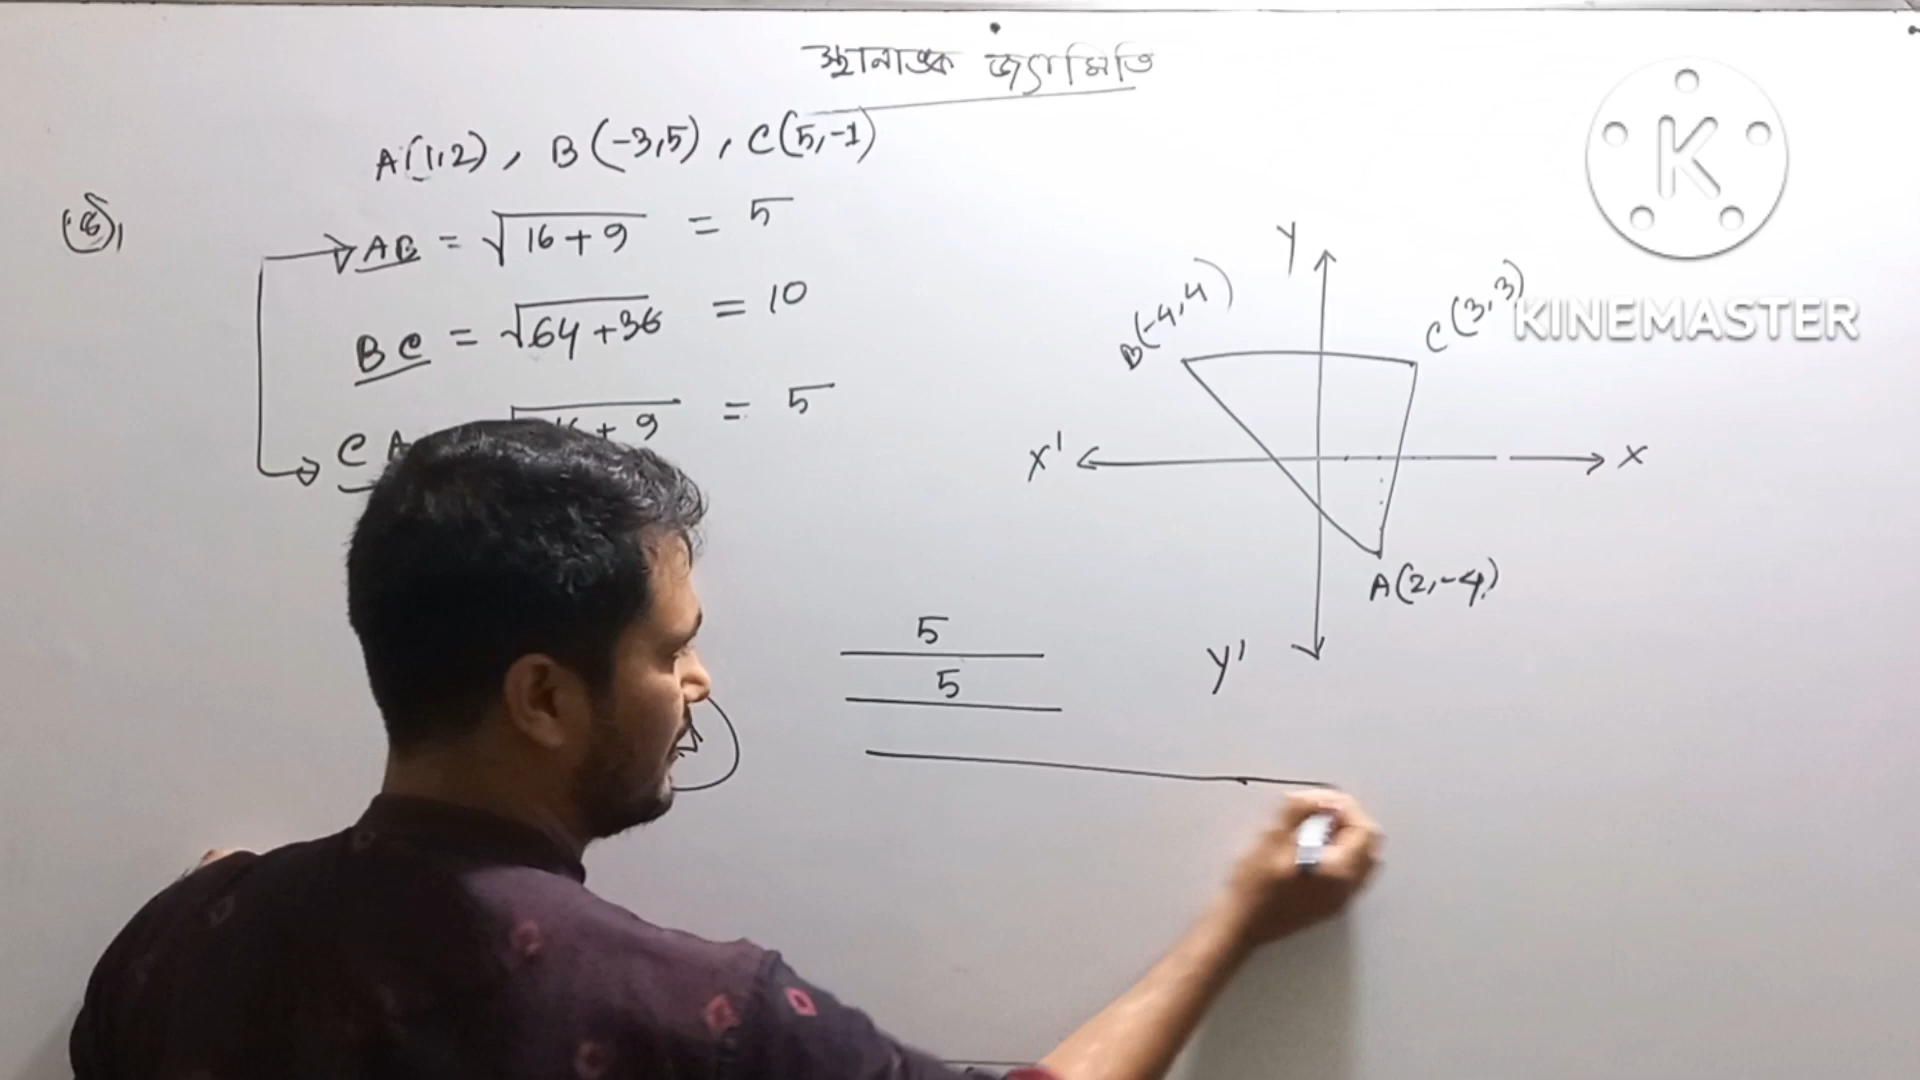 স্থানাঙ্ক জ্যামিতি
A(1,2), B(-3,5), C(5,-1)
AB = √16+9 = 5
BC = √64+36 = 10
CA + 9 = 5
Y
B(-4,4)
C(3,3)
X'
X
A(2,-4)
Y'
5
5
K
KINEMASTER